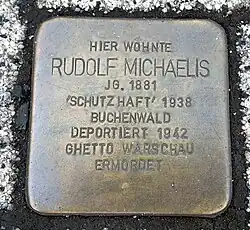 HIER WOHNTE
RUDOLF MICHAELIS
JG. 1881
'SCHUTZHAFT' 1938
BUCHENWALD
DEPORTIERT 1942
GHETTO WARSCHAU
ERMORDET